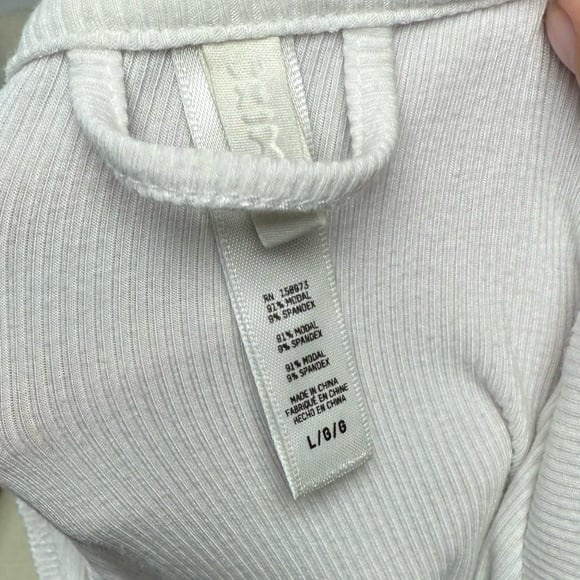 RN 158873
91% MODAL
9% SPANDEX
91% MODAL
9% SPANDEX
91% MODAL
9% SPANDEX
MADE IN CHINA
FABRIQUÉ EN CHINE
HECHO EN CHINA
L/G/G